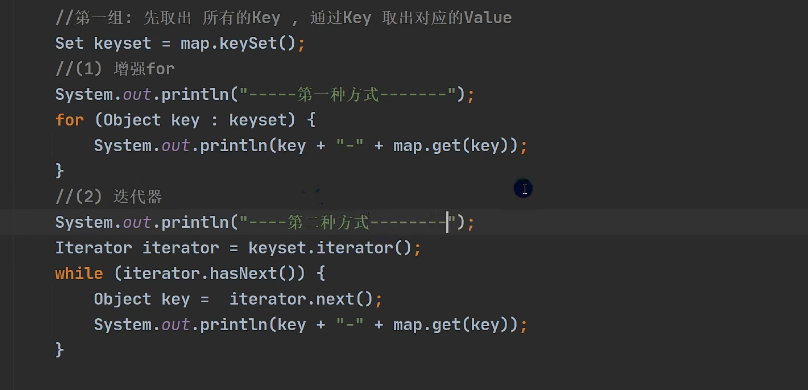 //第一组: 先取出 所有的Key , 通过Key 取出对应的Value
Set keyset = map.keySet();
//(1) 增强for
System.out.println("-----第一种方式-------");
for (Object key : keyset) {
System.out.println(key + "-" + map.get(key));
}
//(2) 迭代器
System.out.println("----第二种方式--------");
Iterator iterator = keyset.iterator();
while (iterator.hasNext()) {
Object key =  iterator.next();
System.out.println(key + "-" + map.get(key));
}